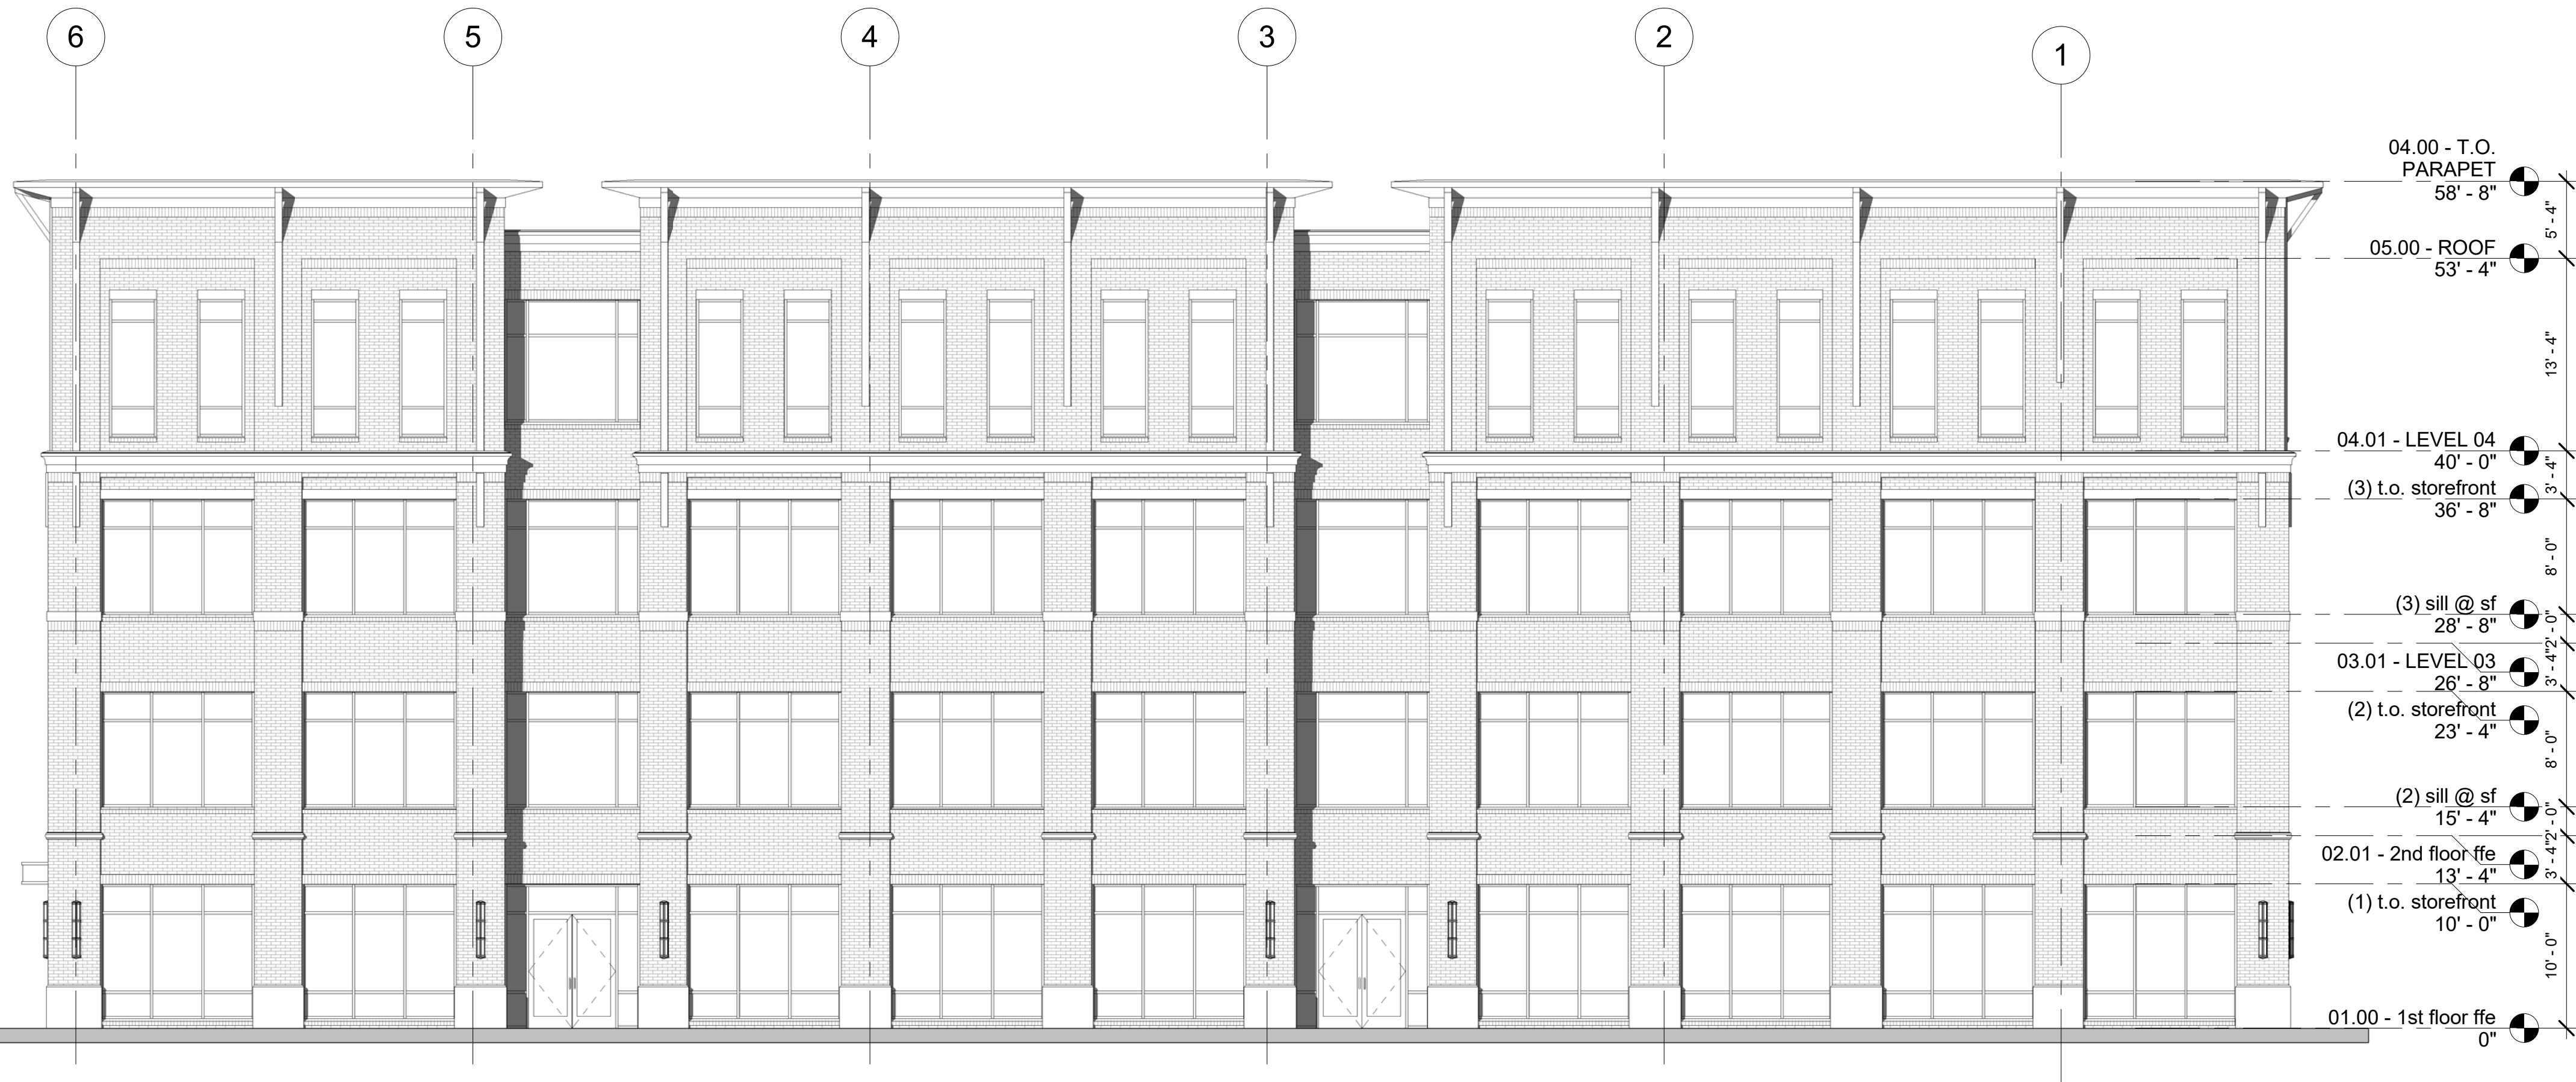 6
5
4
3
2
1
04.00 - T.O.
PARAPET
58' - 8"
5' - 4"
05.00 - ROOF
53' - 4"
13' - 4"
04.01 - LEVEL 04
40' - 0"
3' - 4"
(3) t.o. storefront
36' - 8"
8' - 0"
(3) sill @ sf
28' - 8"
2' - 0"
03.01 - LEVEL 03
26' - 8"
3' - 4"
(2) t.o. storefront
23' - 4"
8' - 0"
(2) sill @ sf
15' - 4"
2' - 0"
02.01 - 2nd floor ffe
13' - 4"
3' - 4"
(1) t.o. storefront
10' - 0"
10' - 0"
01.00 - 1st floor ffe
0"